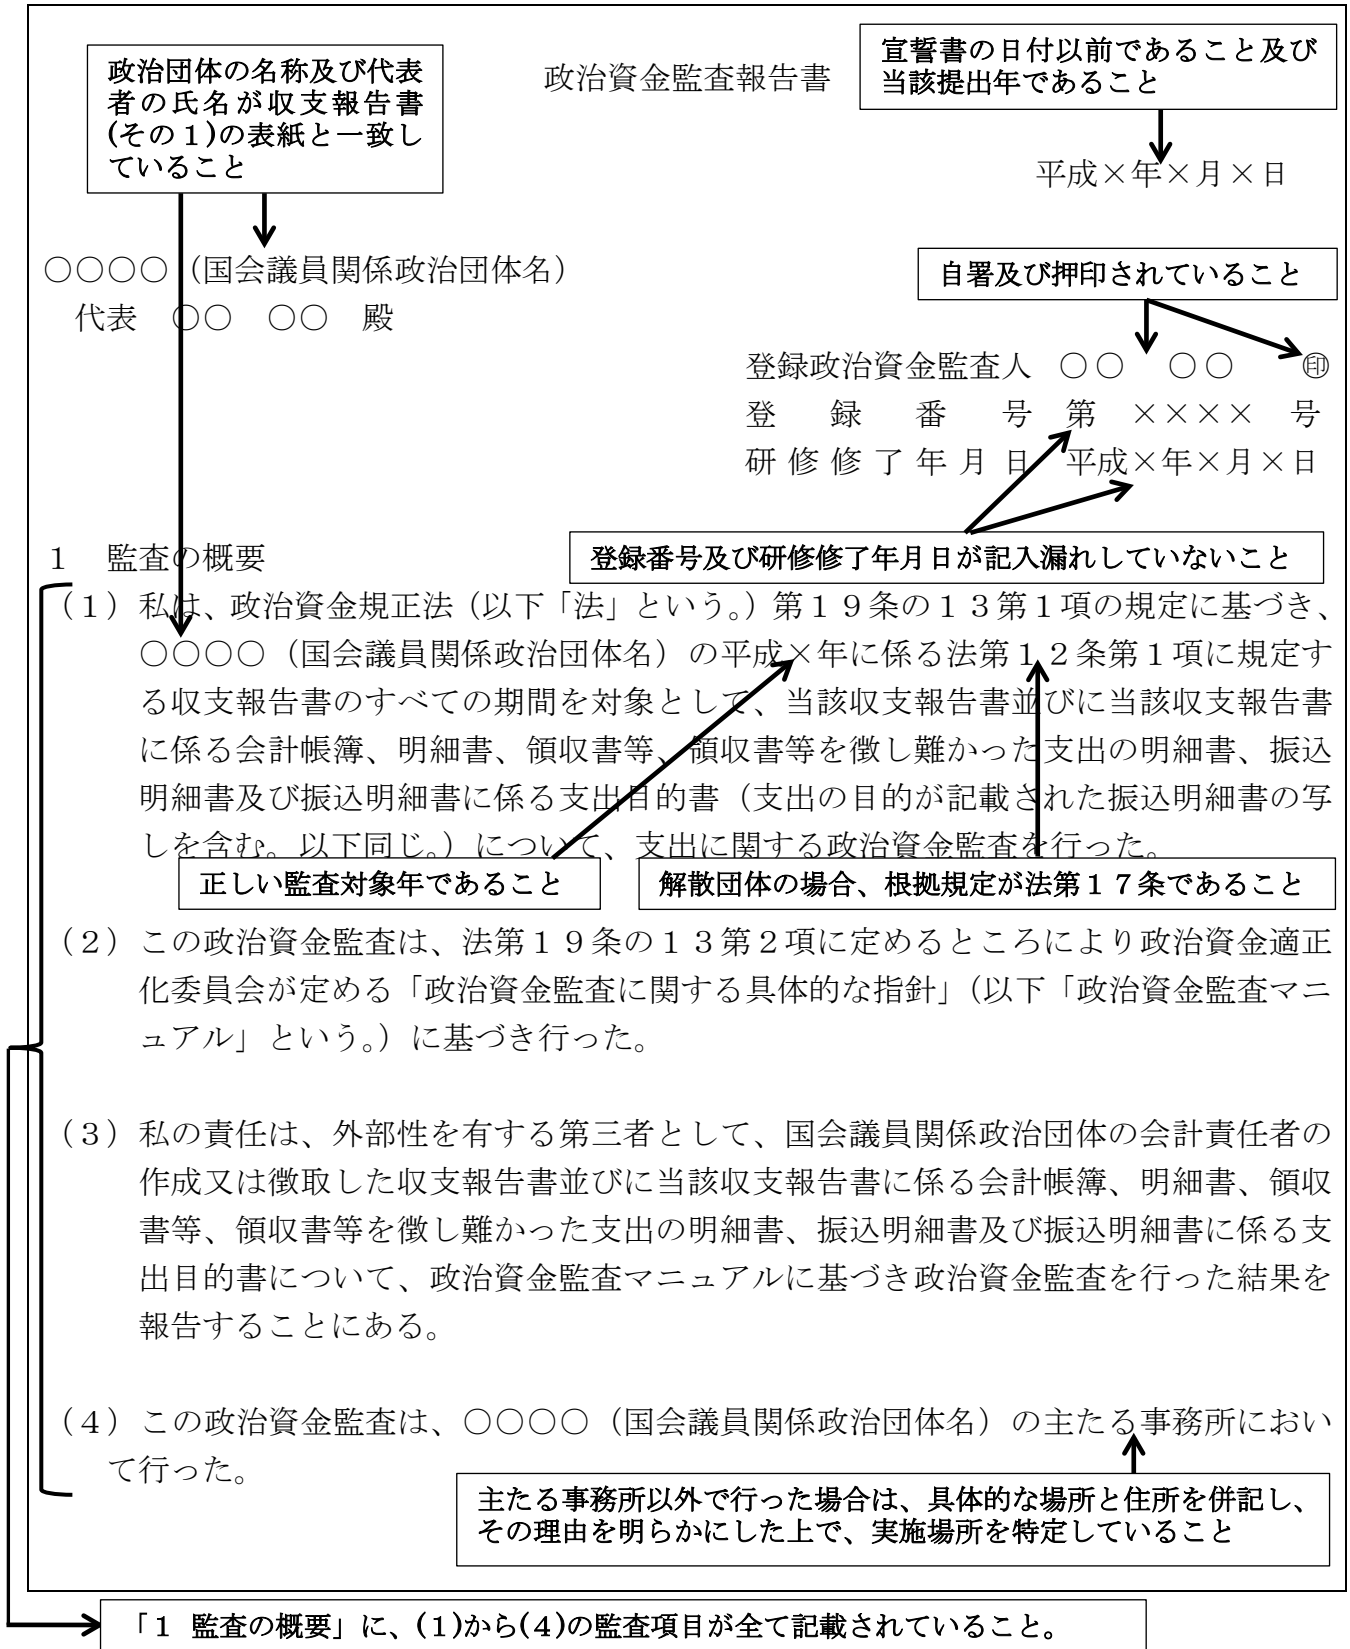 政治団体の名称及び代表
者の氏名が収支報告書
(その１)の表紙と一致し
ていること
政治資金監査報告書
宣誓書の日付以前であること及び
当該提出年であること
平成×年×月×日
○○○○（国会議員関係政治団体名）
代表　○○　○○　殿
自署及び押印されていること
登録政治資金監査人　○○　○○　㊞
登　録　番　号　第　××××　号
研修修了年月日　平成×年×月×日
登録番号及び研修修了年月日が記入漏れしていないこと
１　監査の概要
（１）私は、政治資金規正法（以下「法」という。）第１９条の１３第１項の規定に基づき、
○○○○（国会議員関係政治団体名）の平成×年に係る法第１２条第１項に規定す
る収支報告書のすべての期間を対象として、当該収支報告書並びに当該収支報告書
に係る会計帳簿、明細書、領収書等、領収書等を徴し難かった支出の明細書、振込
明細書及び振込明細書に係る支出目的書（支出の目的が記載された振込明細書の写
しを含む。以下同じ。）について、支出に関する政治資金監査を行った。
正しい監査対象年であること
解散団体の場合、根拠規定が法第１７条であること
（２）この政治資金監査は、法第１９条の１３第２項に定めるところにより政治資金適正
化委員会が定める「政治資金監査に関する具体的な指針」（以下「政治資金監査マニ
ュアル」という。）に基づき行った。
（３）私の責任は、外部性を有する第三者として、国会議員関係政治団体の会計責任者の
作成又は徴取した収支報告書並びに当該収支報告書に係る会計帳簿、明細書、領収
書等、領収書等を徴し難かった支出の明細書、振込明細書及び振込明細書に係る支
出目的書について、政治資金監査マニュアルに基づき政治資金監査を行った結果を
報告することにある。
（４）この政治資金監査は、○○○○（国会議員関係政治団体名）の主たる事務所におい
て行った。
主たる事務所以外で行った場合は、具体的な場所と住所を併記し、
その理由を明らかにした上で、実施場所を特定していること
「１ 監査の概要」に、(１)から(４)の監査項目が全て記載されていること。